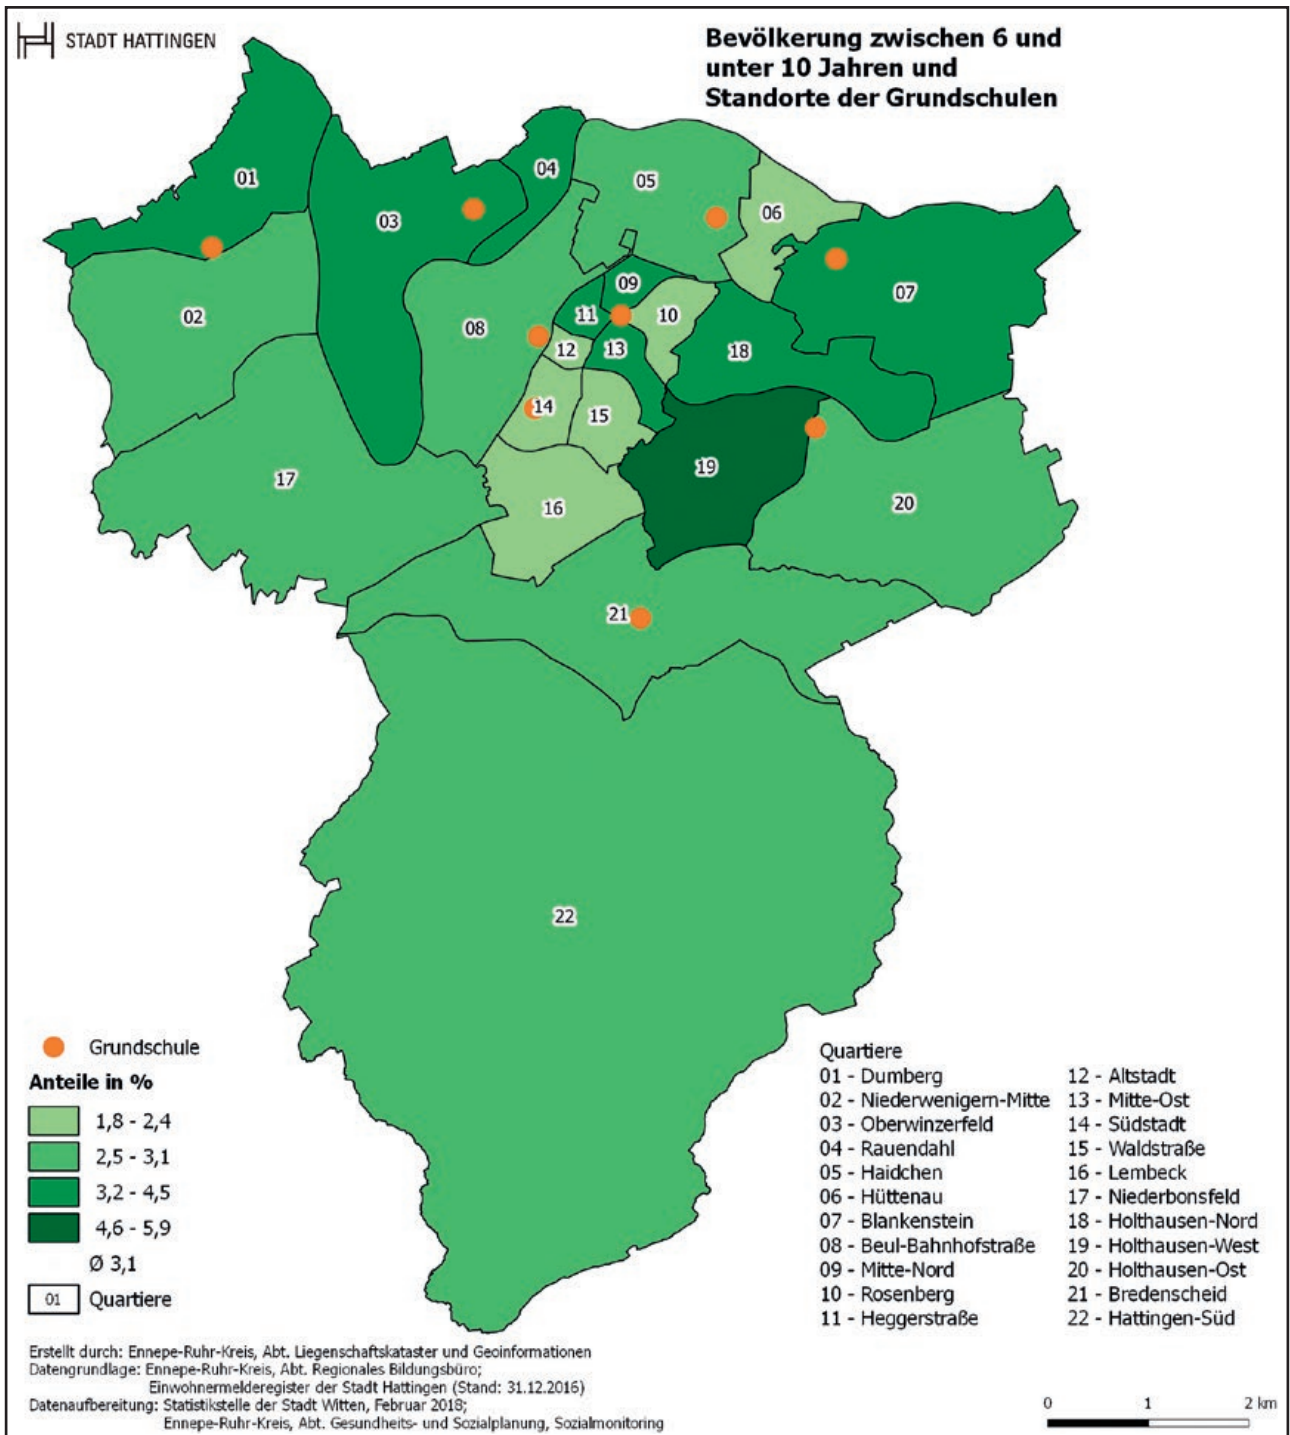 STADT HATTINGEN
Bevölkerung zwischen 6 und
unter 10 Jahren und
Standorte der Grundschulen
01
02
03
04
05
06
07
08
09
10
11
12
13
14
15
16
17
18
19
20
21
22
Grundschule
Anteile in %
1,8 - 2,4
2,5 - 3,1
3,2 - 4,5
4,6 - 5,9
Ø 3,1
01 Quartiere
Quartiere
01 - Dumberg
02 - Niederwenigern-Mitte
03 - Oberwinzerfeld
04 - Rauendahl
05 - Haidchen
06 - Hüttenau
07 - Blankenstein
08 - Beul-Bahnhofstraße
09 - Mitte-Nord
10 - Rosenberg
11 - Heggerstraße
12 - Altstadt
13 - Mitte-Ost
14 - Südstadt
15 - Waldstraße
16 - Lembeck
17 - Niederbonsfeld
18 - Holthausen-Nord
19 - Holthausen-West
20 - Holthausen-Ost
21 - Bredenscheid
22 - Hattingen-Süd
Erstellt durch: Ennepe-Ruhr-Kreis, Abt. Liegenschaftskataster und Geoinformationen
Datengrundlage: Ennepe-Ruhr-Kreis, Abt. Regionales Bildungsbüro;
Einwohnermelderegister der Stadt Hattingen (Stand: 31.12.2016)
Datenaufbereitung: Statistikstelle der Stadt Witten, Februar 2018;
Ennepe-Ruhr-Kreis, Abt. Gesundheits- und Sozialplanung, Sozialmonitoring
0 1 2 km